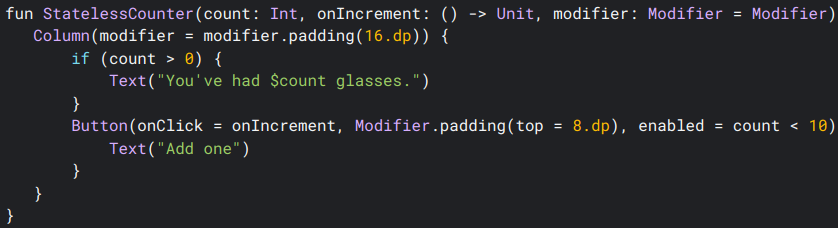 fun StatelessCounter(count: Int, onIncrement: () -> Unit, modifier: Modifier = Modifier)
Column(modifier = modifier.padding(16.dp)) {
if (count > 0) {
Text("You've had $count glasses.")
}
Button(onClick = onIncrement, Modifier.padding(top = 8.dp), enabled = count < 10)
Text("Add one")
}
}
}